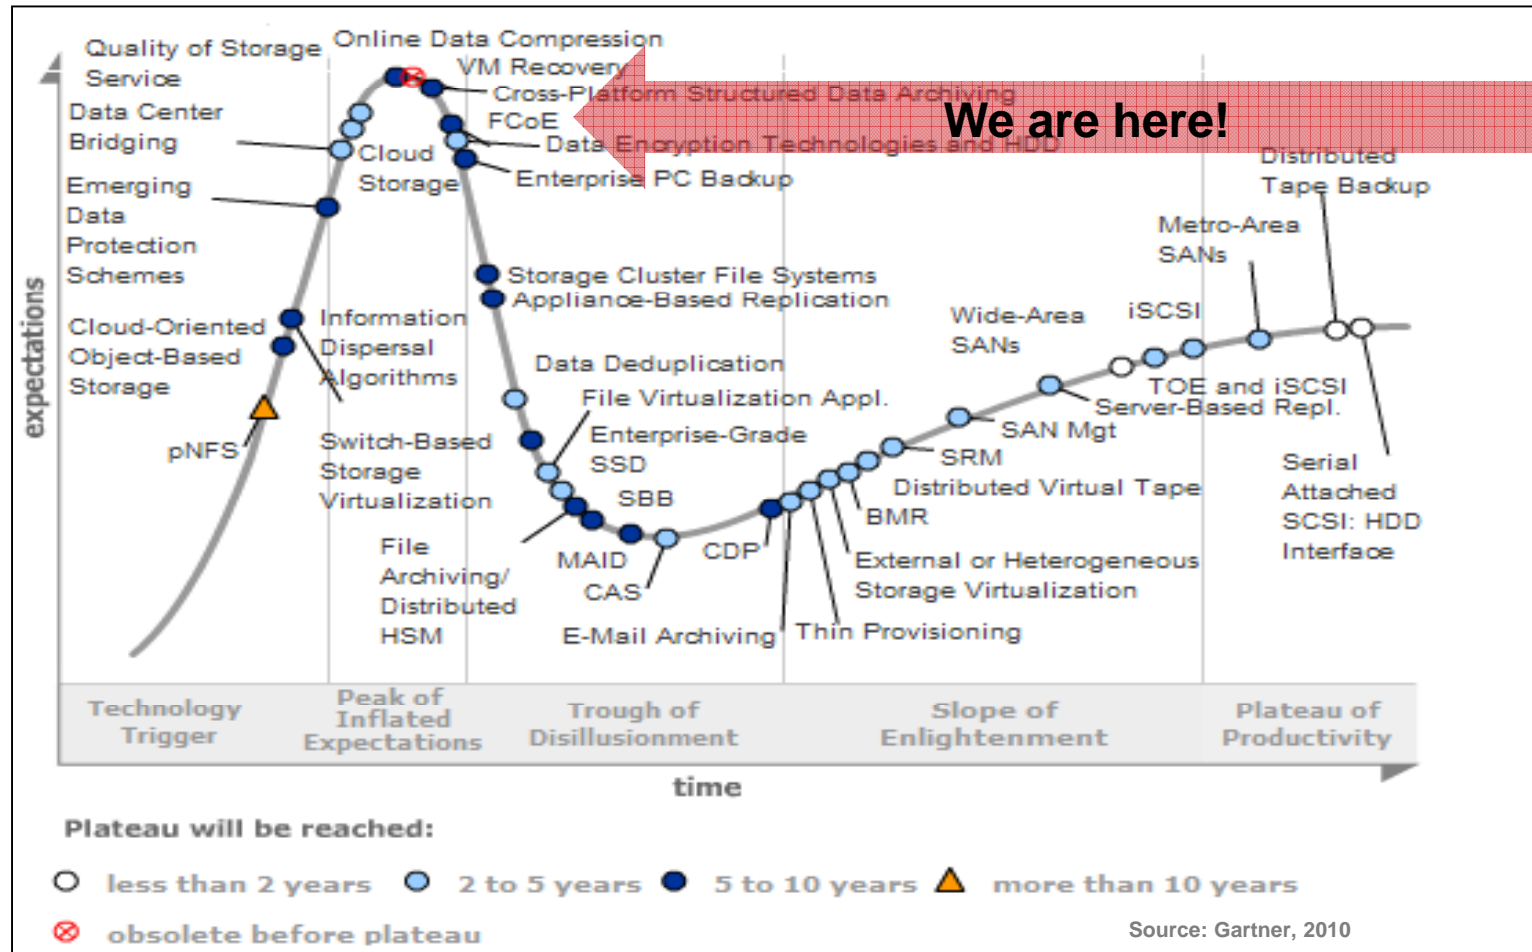 Quality of Storage
Service
Online Data Compression
VM Recovery
Cross-Platform Structured Data Archiving
FCoE
We are here!
Data Encryption Technologies and HDD
Enterprise PC Backup
Data Center
Bridging
Cloud
Storage
Emerging
Data
Protection
Schemes
Cloud-Oriented
Object-Based
Storage
pNFS
Information
Dispersal
Algorithms
Switch-Based
Storage
Virtualization
Storage Cluster File Systems
Appliance-Based Replication
Data Deduplication
File Virtualization Appl.
Enterprise-Grade
SSD
SBB
File
Archiving/
Distributed
HSM
MAID
CAS
CDP
E-Mail Archiving
Thin Provisioning
External or Heterogeneous
Storage Virtualization
BMR
Distributed Virtual Tape
SRM
SAN Mgt
Server-Based Repl.
TOE and iSCSI
Wide-Area
SANs
iSCSI
Metro-Area
SANs
Distributed
Tape Backup
Serial
Attached
SCSI: HDD
Interface
expectations
Technology
Trigger
Peak of
Inflated
Expectations
Trough of
Disillusionment
Slope of
Enlightenment
Plateau of
Productivity
time
Plateau will be reached:
less than 2 years
2 to 5 years
5 to 10 years
more than 10 years
obsolete before plateau
Source: Gartner, 2010